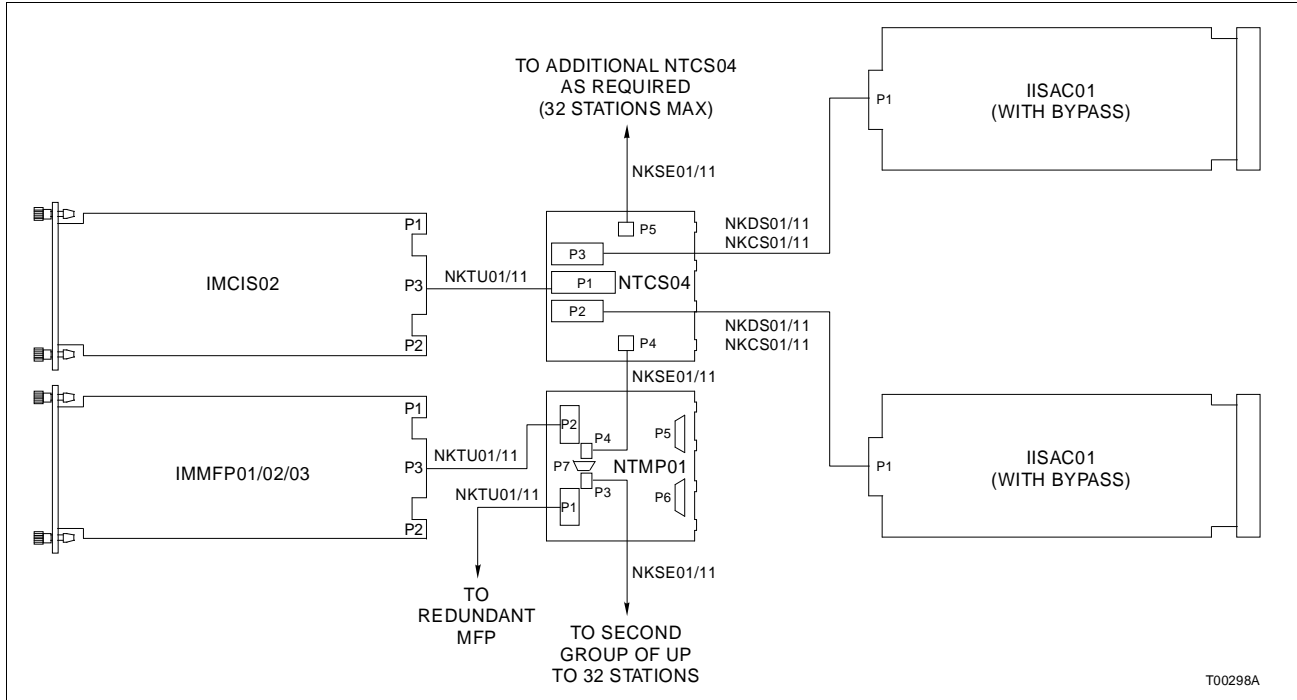 TO ADDITIONAL NTCS04
AS REQUIRED
(32 STATIONS MAX)
NKSE01/11
P1
IISAC01
(WITH BYPASS)
P1
P3
P2
IMCIS02
NKTU01/11
P5
P3
P1
NTCS04
P2
P4
NKDS01/11
NKCS01/11
NKDS01/11
NKCS01/11
NKSE01/11
P1
P3
P2
IMMFP01/02/03
NKTU01/11
NKTU01/11
P2
P4
P5
P7
NTMP01
P3
P6
P1
P1
IISAC01
(WITH BYPASS)
NKSE01/11
TO
REDUNDANT
MFP
TO SECOND
GROUP OF UP
TO 32 STATIONS
T00298A